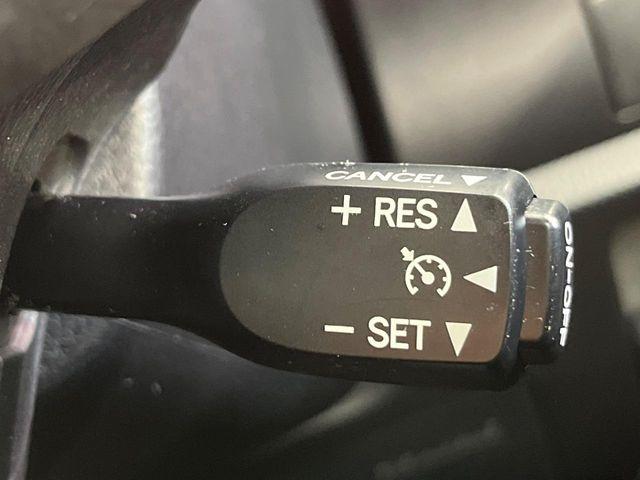 CANCEL ▼
+ RES ▲
◀
− SET ▼
ON-OFF